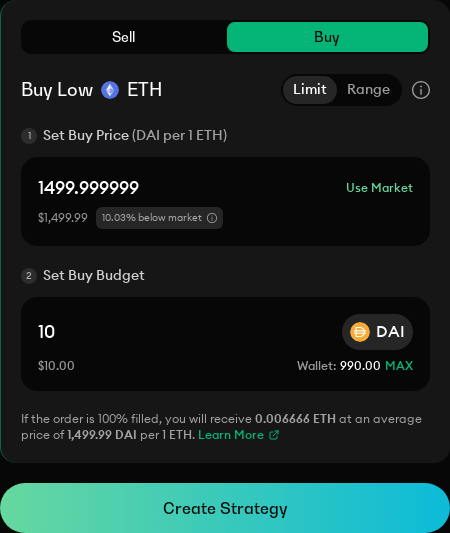 Sell Buy
Buy Low ETH Limit Range
1 Set Buy Price (DAI per 1 ETH)
1499.999999 Use Market
$1,499.99 10.03% below market
2 Set Buy Budget
10 DAI
$10.00 Wallet: 990.00 MAX
If the order is 100% filled, you will receive 0.006666 ETH at an average
price of 1,499.99 DAI per 1 ETH. Learn More
Create Strategy